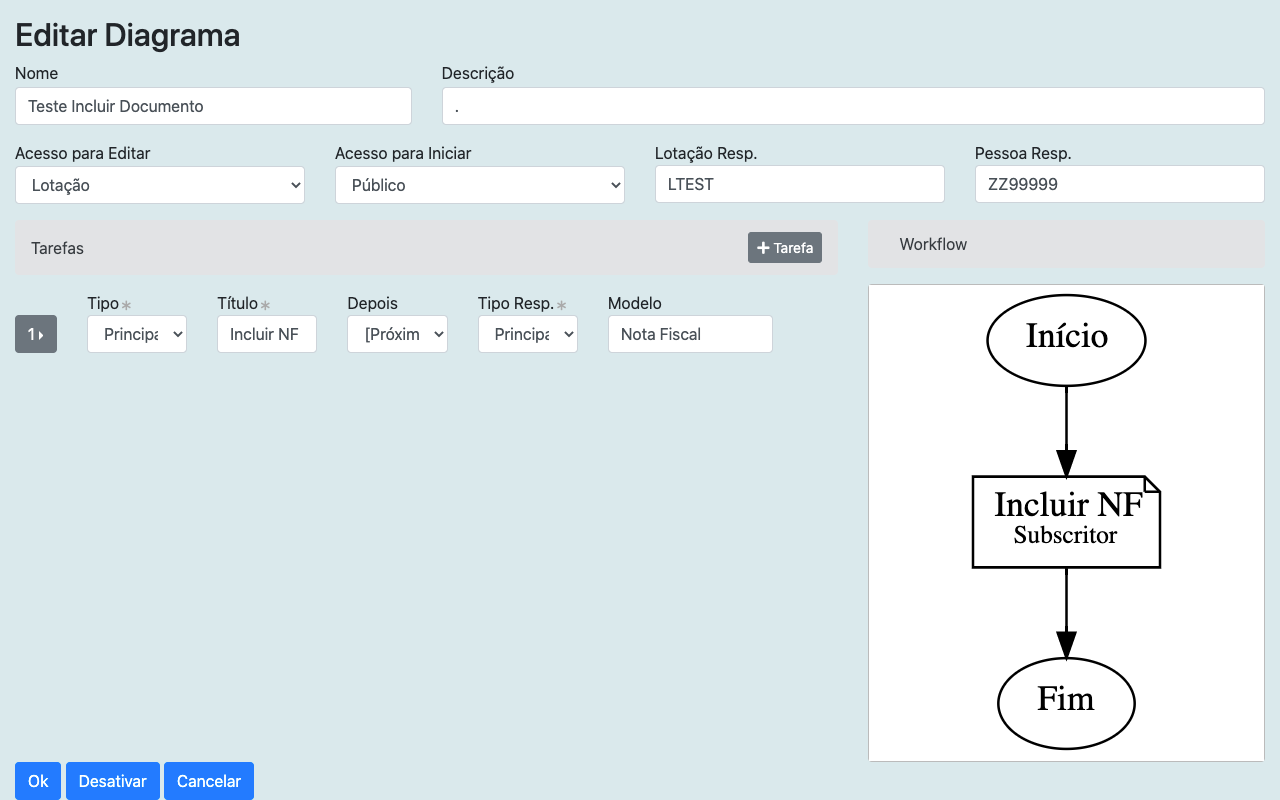 Editar Diagrama
Nome
Descrição
Teste Incluir Documento
.
Acesso para Editar
Acesso para Iniciar
Lotação Resp.
Pessoa Resp.
Lotação
Público
LTEST
ZZ99999
Tarefas
+ Tarefa
Workflow
Tipo*
Título*
Depois
Tipo Resp.*
Modelo
1
Principa
Incluir NF
[Próxim
Principa
Nota Fiscal
Início
Incluir NF
Subscritor
Fim
Ok
Desativar
Cancelar